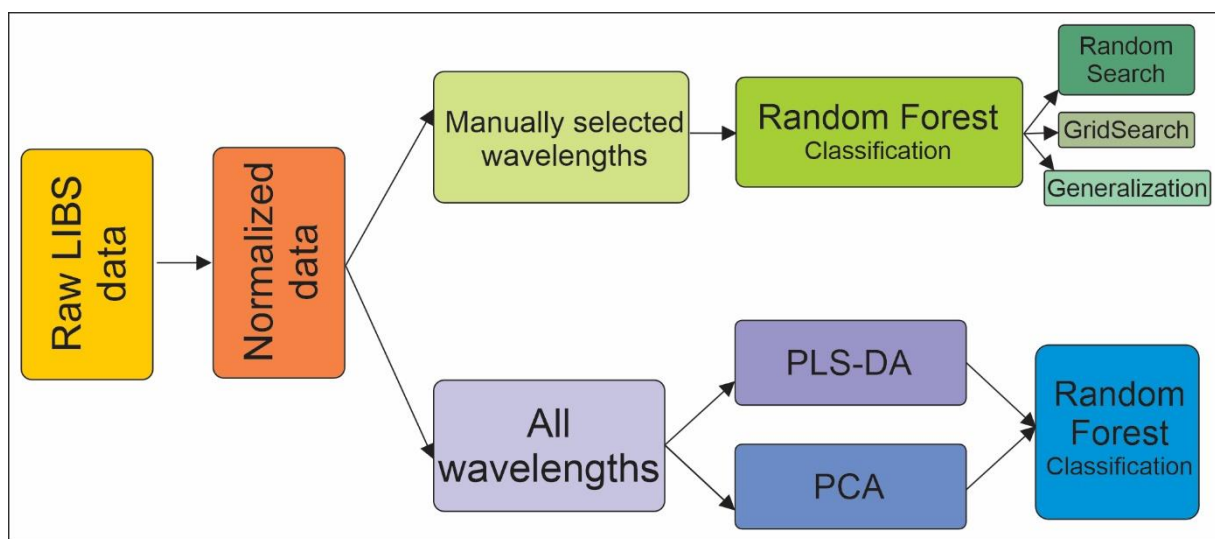 Raw LIBS
data
Normalized
data
Manually selected
wavelengths
Random Forest
Classification
Random
Search
GridSearch
Generalization
All
wavelengths
PLS-DA
PCA
Random
Forest
Classification